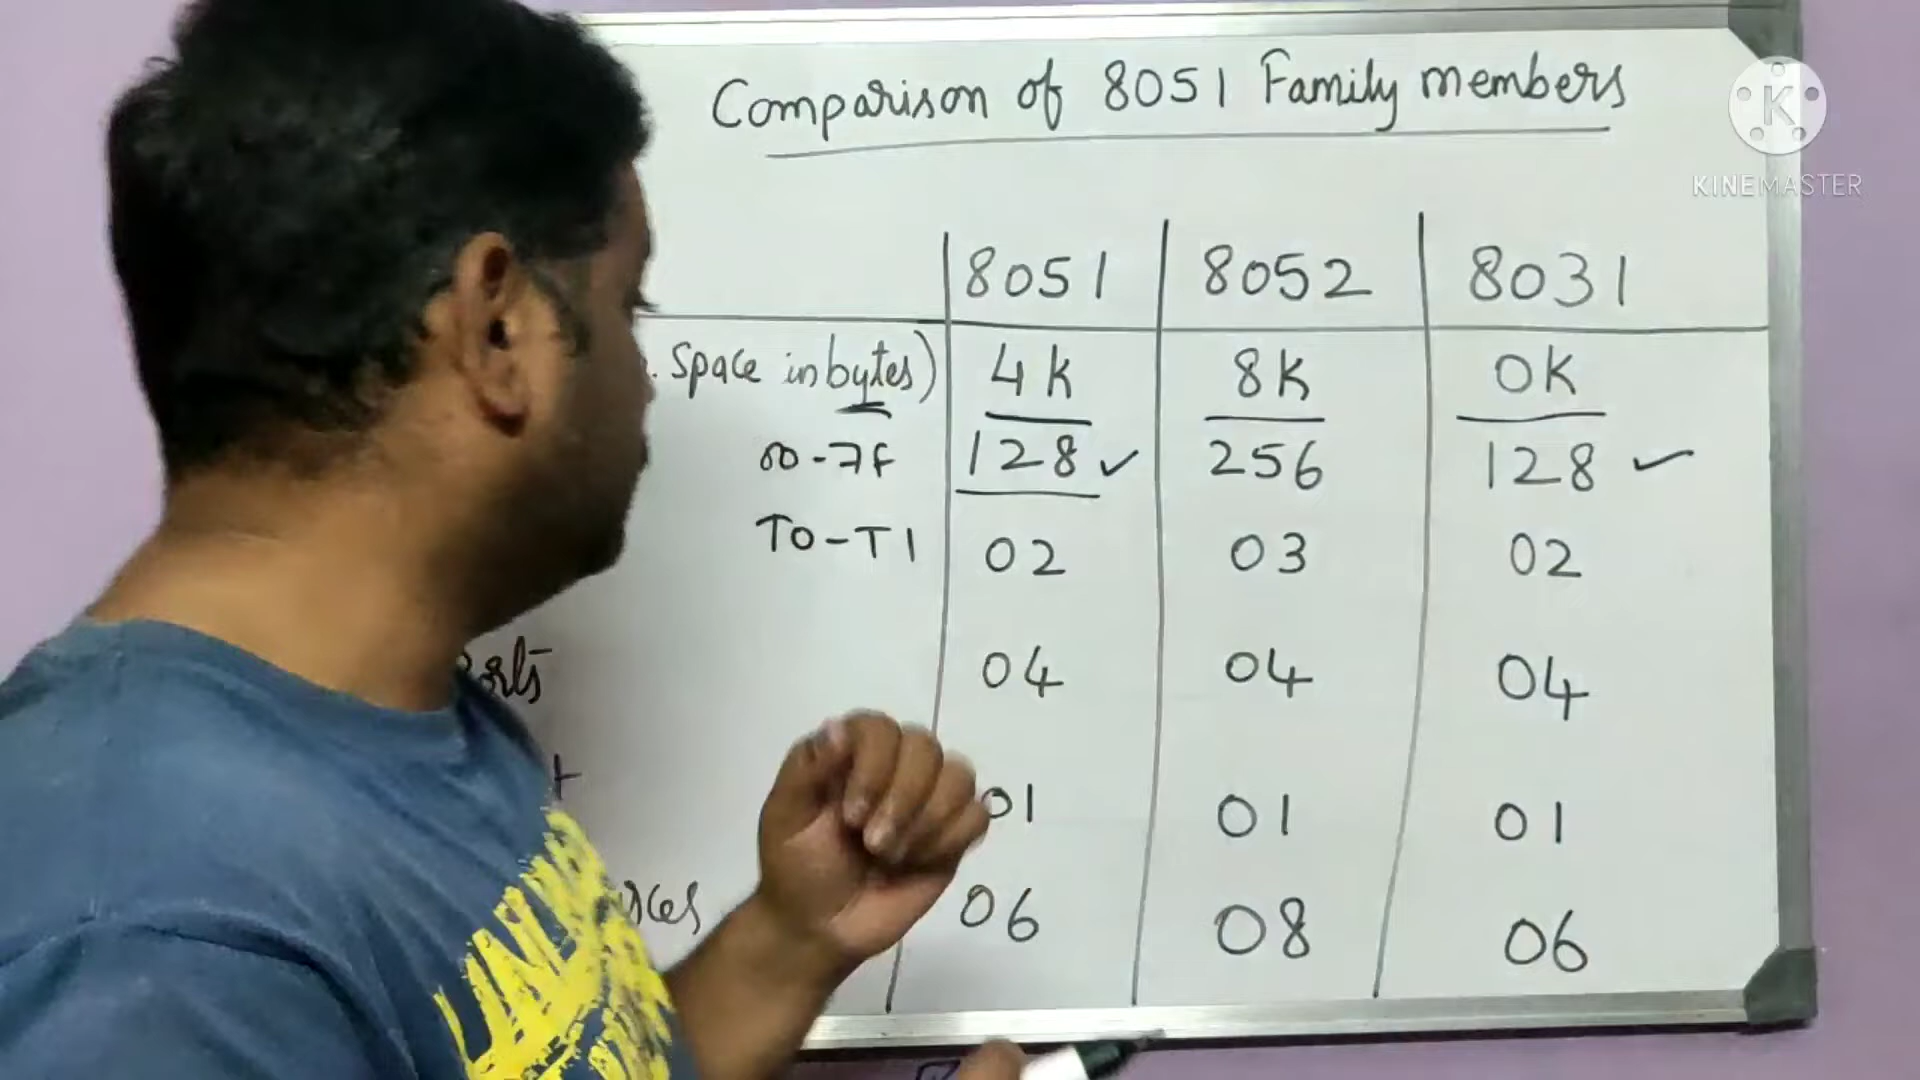 Comparison of 8051 Family members
K
KINEMASTER
8051 8052 8031
space in bytes) 4K 8K 0K
00-7F 128 ✓ 256 128 ✓
T0-T1 02 03 02
04 04 04
01 01 01
06 08 06